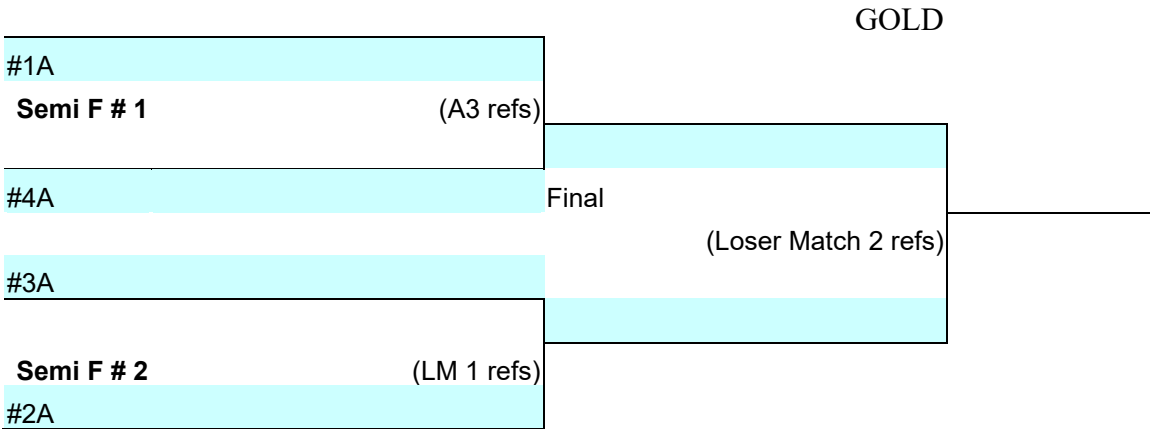 GOLD
#1A
Semi F # 1 (A3 refs)
#4A Final
(Loser Match 2 refs)
#3A
Semi F # 2 (LM 1 refs)
#2A